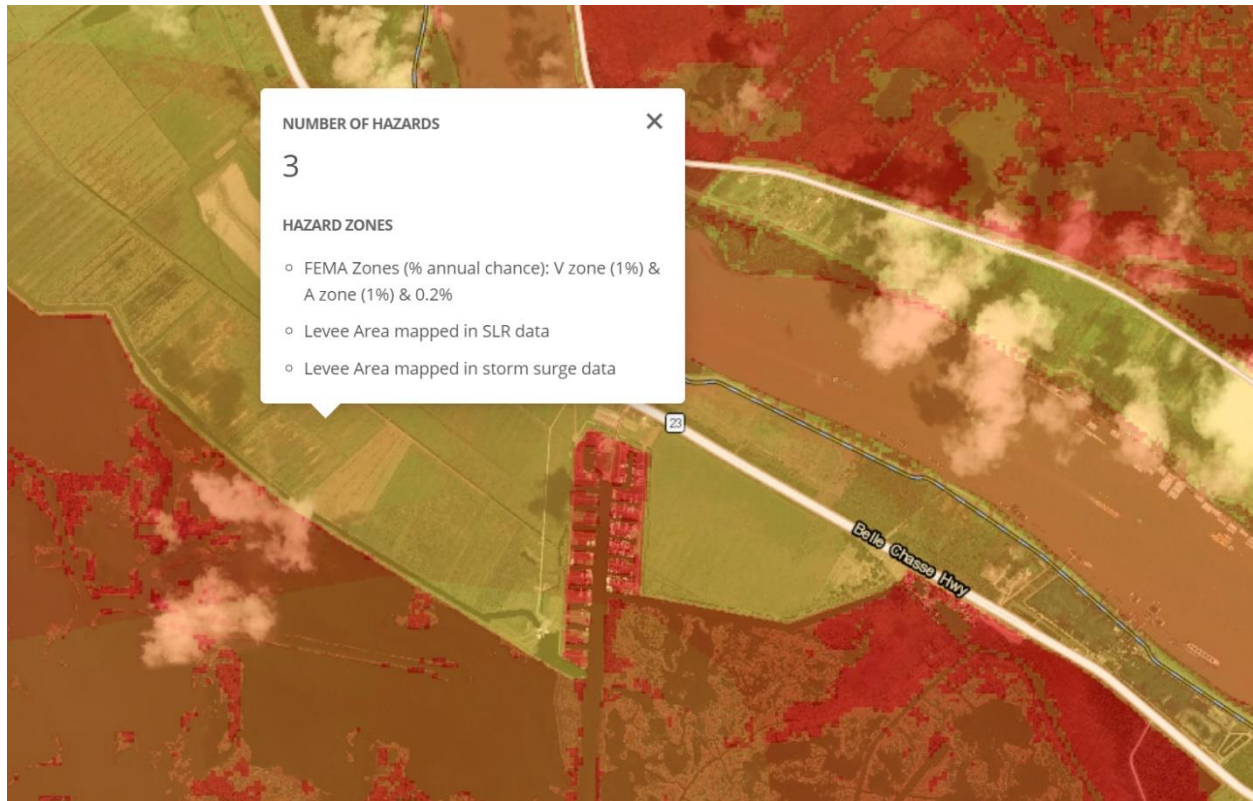 NUMBER OF HAZARDS
3
HAZARD ZONES
FEMA Zones (% annual chance): V zone (1%) &
A zone (1%) & 0.2%
Levee Area mapped in SLR data
Levee Area mapped in storm surge data
23
Belle Chasse Hwy